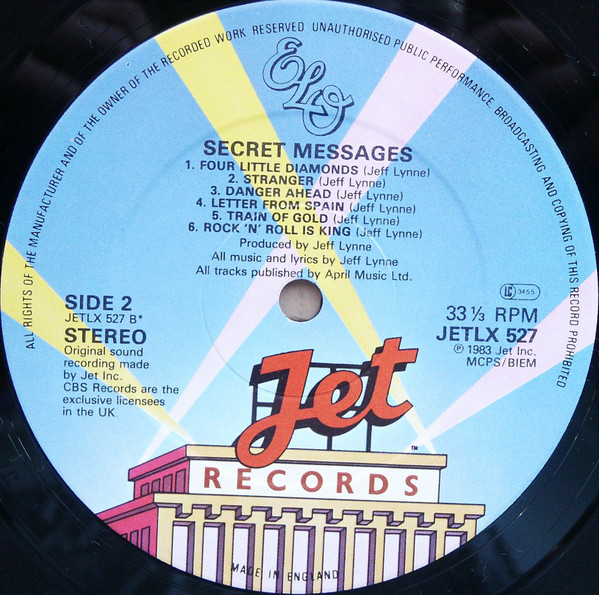 ALL RIGHTS OF THE MANUFACTURER AND OF THE OWNER OF THE RECORDED WORK RESERVED UNAUTHORISED PUBLIC PERFORMANCE, BROADCASTING AND COPYING OF THIS RECORD PROHIBITED
ELO
SECRET MESSAGES
1. FOUR LITTLE DIAMONDS (Jeff Lynne)
2. STRANGER (Jeff Lynne)
3. DANGER AHEAD (Jeff Lynne)
4. LETTER FROM SPAIN (Jeff Lynne)
5. TRAIN OF GOLD (Jeff Lynne)
6. ROCK 'N' ROLL IS KING (Jeff Lynne)
Produced by Jeff Lynne
All music and lyrics by Jeff Lynne
All tracks published by April Music Ltd.
SIDE 2
JETLX 527 B*
STEREO
Original sound
recording made
by Jet Inc.
CBS Records are the
exclusive licensees
in the UK
LC 3455
33⅓ RPM
JETLX 527
℗ 1983 Jet Inc.
MCPS/BIEM
Jet
™
RECORDS
MADE IN ENGLAND